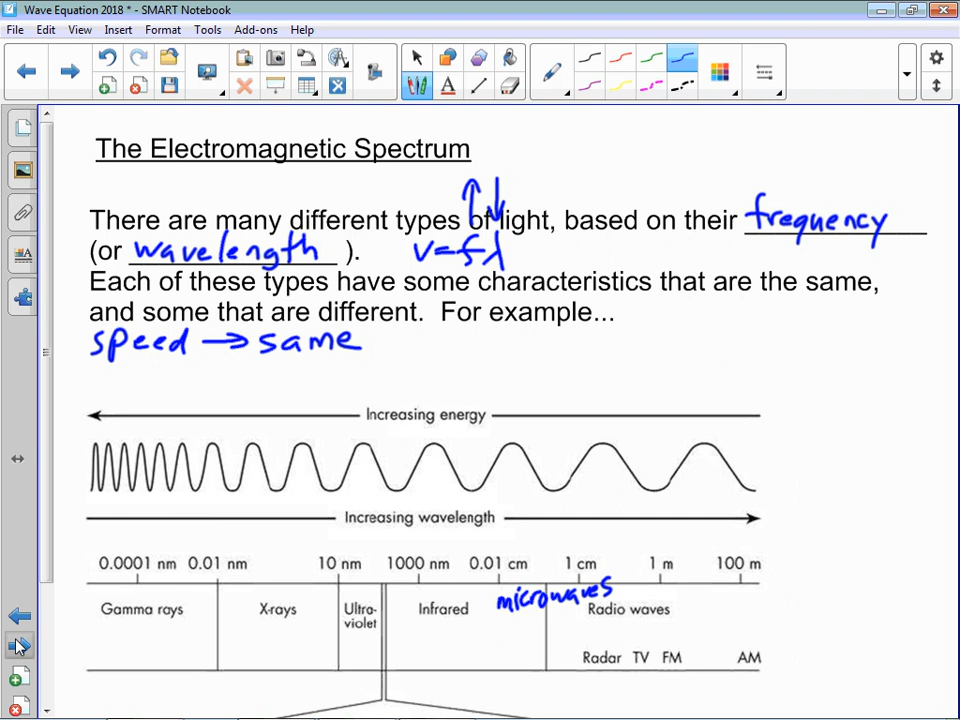 Wave Equation 2018 * - SMART Notebook
File Edit View Insert Format Tools Add-ons Help
The Electromagnetic Spectrum
There are many different types of light, based on their frequency
(or wavelength ). v=fλ
Each of these types have some characteristics that are the same,
and some that are different. For example...
speed → same
Increasing energy
Increasing wavelength
0.0001 nm 0.01 nm 10 nm 1000 nm 0.01 cm 1 cm 1 m 100 m
microwaves
Gamma rays X-rays Ultra- Infrared Radio waves
violet
Radar TV FM AM